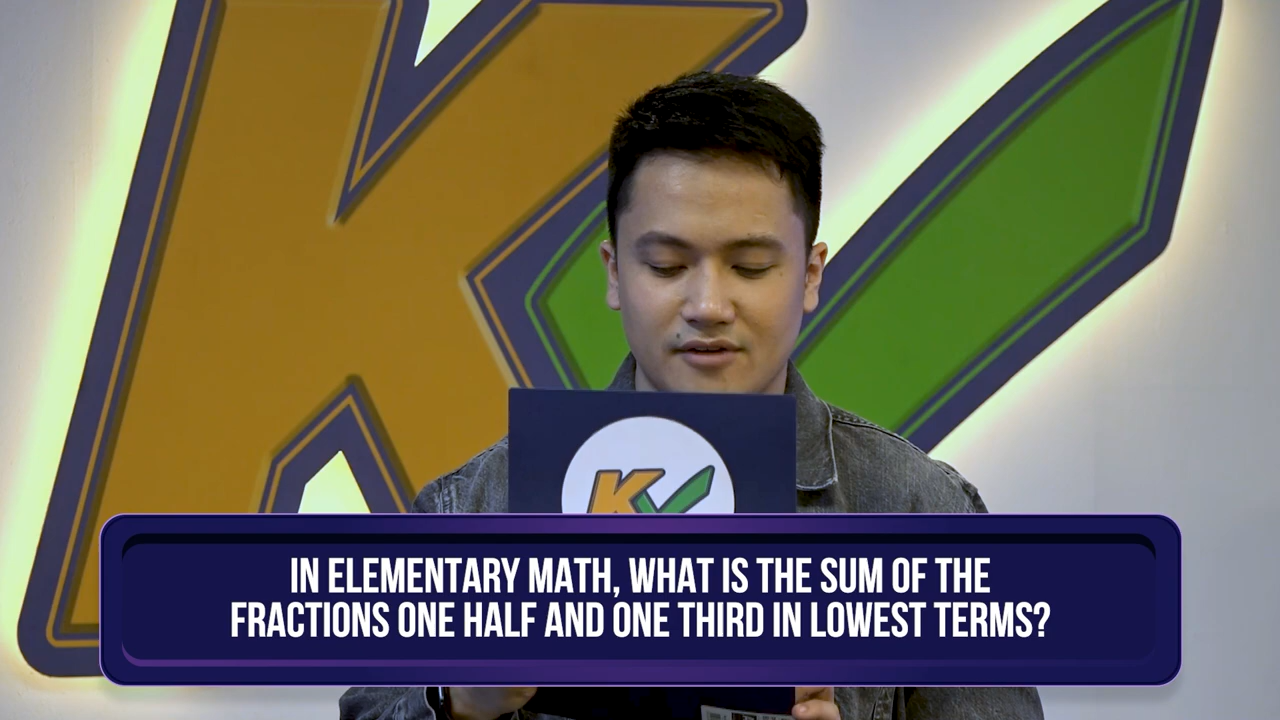 K
K
IN ELEMENTARY MATH, WHAT IS THE SUM OF THE
FRACTIONS ONE HALF AND ONE THIRD IN LOWEST TERMS?